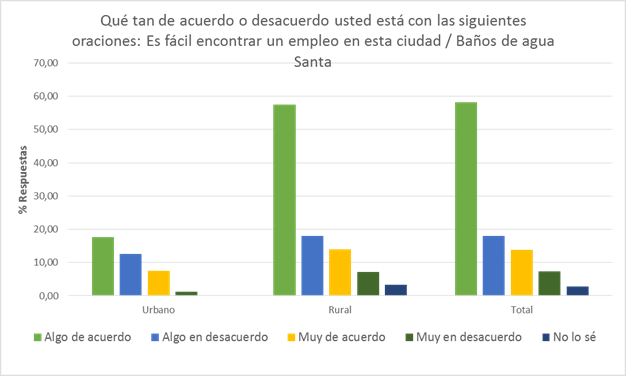 Qué tan de acuerdo o desacuerdo usted está con las siguientes
oraciones: Es fácil encontrar un empleo en esta ciudad / Baños de agua
Santa
70,00
60,00
50,00
40,00
30,00
20,00
10,00
0,00
% Respuestas
Urbano Rural Total
Algo de acuerdo Algo en desacuerdo Muy de acuerdo Muy en desacuerdo No lo sé